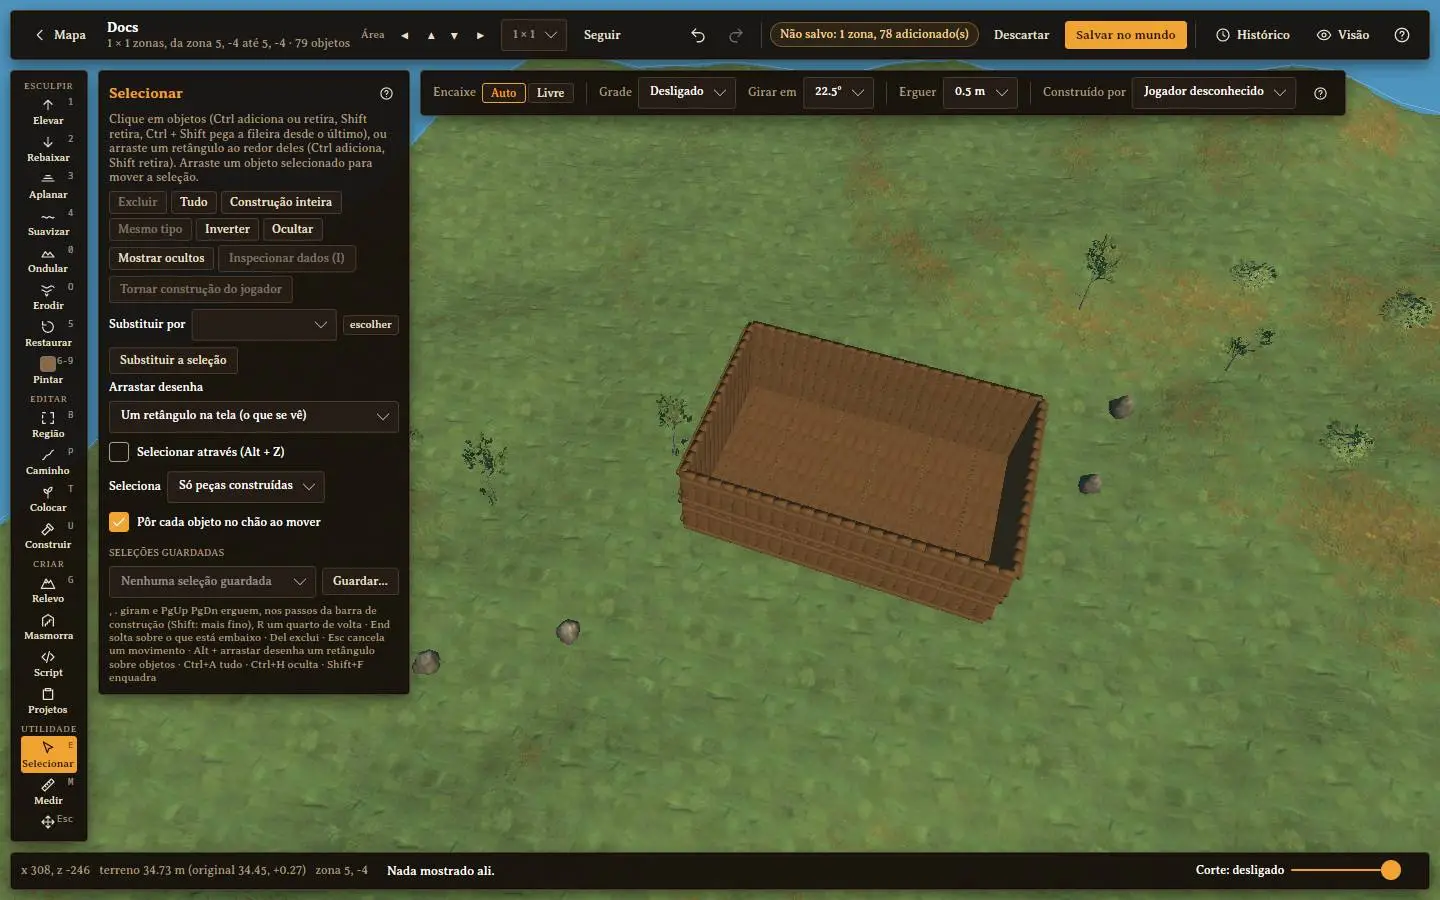 Mapa
Docs
1 × 1 zonas, da zona 5, -4 até 5, -4 · 79 objetos
Área
1 × 1
Seguir
Não salvo: 1 zona, 78 adicionado(s)
Descartar
Salvar no mundo
Histórico
Visão
ESCULPIR
1
Elevar
2
Rebaixar
3
Aplanar
4
Suavizar
0
Ondular
O
Erodir
5
Restaurar
6-9
Pintar
EDITAR
B
Região
P
Caminho
T
Colocar
U
Construir
CRIAR
G
Relevo
Masmorra
Script
Projetos
UTILIDADE
E
Selecionar
M
Medir
Esc
Selecionar
Clique em objetos (Ctrl adiciona ou retira, Shift
retira, Ctrl + Shift pega a fileira desde o último), ou
arraste um retângulo ao redor deles (Ctrl adiciona,
Shift retira). Arraste um objeto selecionado para
mover a seleção.
Excluir Tudo Construção inteira
Mesmo tipo Inverter Ocultar
Mostrar ocultos Inspecionar dados (I)
Tornar construção do jogador
Substituir por escolher
Substituir a seleção
Arrastar desenha
Um retângulo na tela (o que se vê)
Selecionar através (Alt + Z)
Seleciona Só peças construídas
Pôr cada objeto no chão ao mover
SELEÇÕES GUARDADAS
Nenhuma seleção guardada Guardar...
, . giram e PgUp PgDn erguem, nos passos da barra de
construção (Shift: mais fino), R um quarto de volta · End
solta sobre o que está embaixo · Del exclui · Esc cancela
um movimento · Alt + arrastar desenha um retângulo
sobre objetos · Ctrl+A tudo · Ctrl+H oculta · Shift+F
enquadra
Encaixe Auto Livre Grade Desligado Girar em 22.5° Erguer 0.5 m Construído por Jogador desconhecido
x 308, z -246 terreno 34.73 m (original 34.45, +0.27) zona 5, -4 Nada mostrado ali.
Corte: desligado